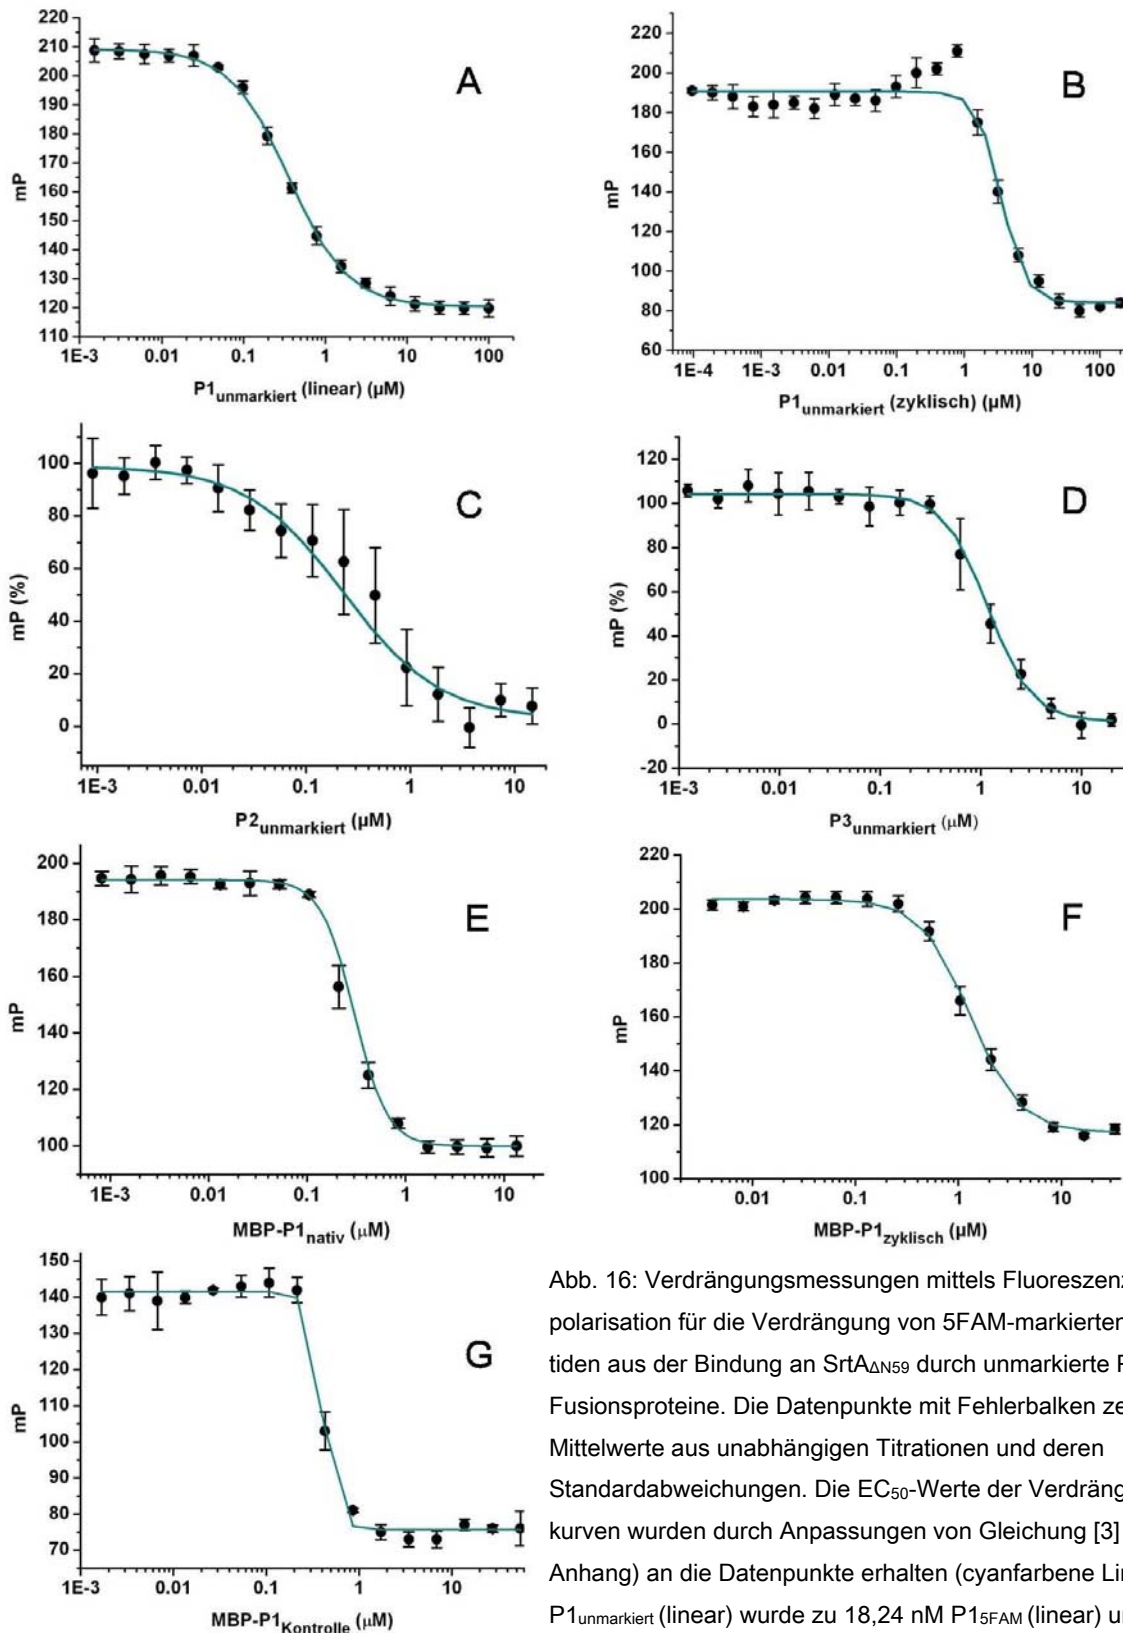 220
210
200
190
180
170
160
150
140
130
120
110
mP
A
1E-3 0.01 0.1 1 10 100
P1unmarkiert (linear) (µM)
220
200
180
160
140
120
100
80
60
mP
B
1E-4 1E-3 0.01 0.1 1 10 100
P1unmarkiert (zyklisch) (µM)
100
80
60
40
20
0
mP (%)
C
1E-3 0.01 0.1 1 10
P2unmarkiert (µM)
120
100
80
60
40
20
0
-20
mP (%)
D
1E-3 0.01 0.1 1 10
P3unmarkiert (µM)
200
180
160
140
120
100
mP
E
1E-3 0.01 0.1 1 10
MBP-P1nativ (µM)
220
200
180
160
140
120
100
mP
F
0.01 0.1 1 10
MBP-P1zyklisch (µM)
150
140
130
120
110
100
90
80
70
mP
G
1E-3 0.01 0.1 1 10
MBP-P1Kontrolle (µM)
Abb. 16: Verdrängungsmessungen mittels Fluoreszenz
polarisation für die Verdrängung von 5FAM-markierten
tiden aus der Bindung an SrtAΔN59 durch unmarkierte
Fusionsproteine. Die Datenpunkte mit Fehlerbalken ze
Mittelwerte aus unabhängigen Titrationen und deren
Standardabweichungen. Die EC50-Werte der Verdräng
kurven wurden durch Anpassungen von Gleichung [3]
Anhang) an die Datenpunkte erhalten (cyanfarbene Lin
P1unmarkiert (linear) wurde zu 18,24 nM P15FAM (linear) u